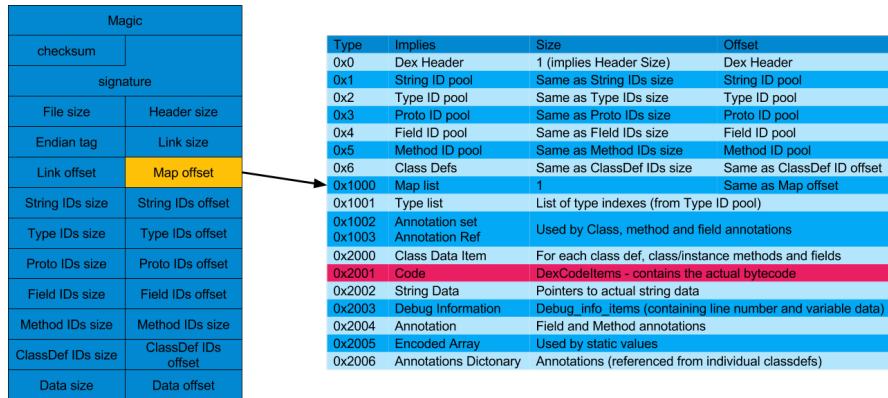 Magic
checksum
signature
File size Header size
Endian tag Link size
Link offset Map offset
String IDs size String IDs offset
Type IDs size Type IDs offset
Proto IDs size Proto IDs offset
Field IDs size Field IDs offset
Method IDs size Method IDs size
ClassDef IDs size ClassDef IDs
offset
Data size Data offset
Type Implies Size Offset
0x0 Dex Header 1 (implies Header Size) Dex Header
0x1 String ID pool Same as String IDs size String ID pool
0x2 Type ID pool Same as Type IDs size Type ID pool
0x3 Proto ID pool Same as Proto IDs size Proto ID pool
0x4 Field ID pool Same as FIeld IDs size Field ID pool
0x5 Method ID pool Same as Method IDs size Method ID pool
0x6 Class Defs Same as ClassDef IDs size Same as ClassDef ID offset
0x1000 Map list 1 Same as Map offset
0x1001 Type list List of type indexes (from Type ID pool)
0x1002 Annotation set
0x1003 Annotation Ref
Used by Class, method and field annotations
0x2000 Class Data Item For each class def, class/instance methods and fields
0x2001 Code DexCodeItems - contains the actual bytecode
0x2002 String Data Pointers to actual string data
0x2003 Debug Information Debug_info_items (containing line number and variable data)
0x2004 Annotation Field and Method annotations
0x2005 Encoded Array Used by static values
0x2006 Annotations Dictonary Annotations (referenced from individual classdefs)